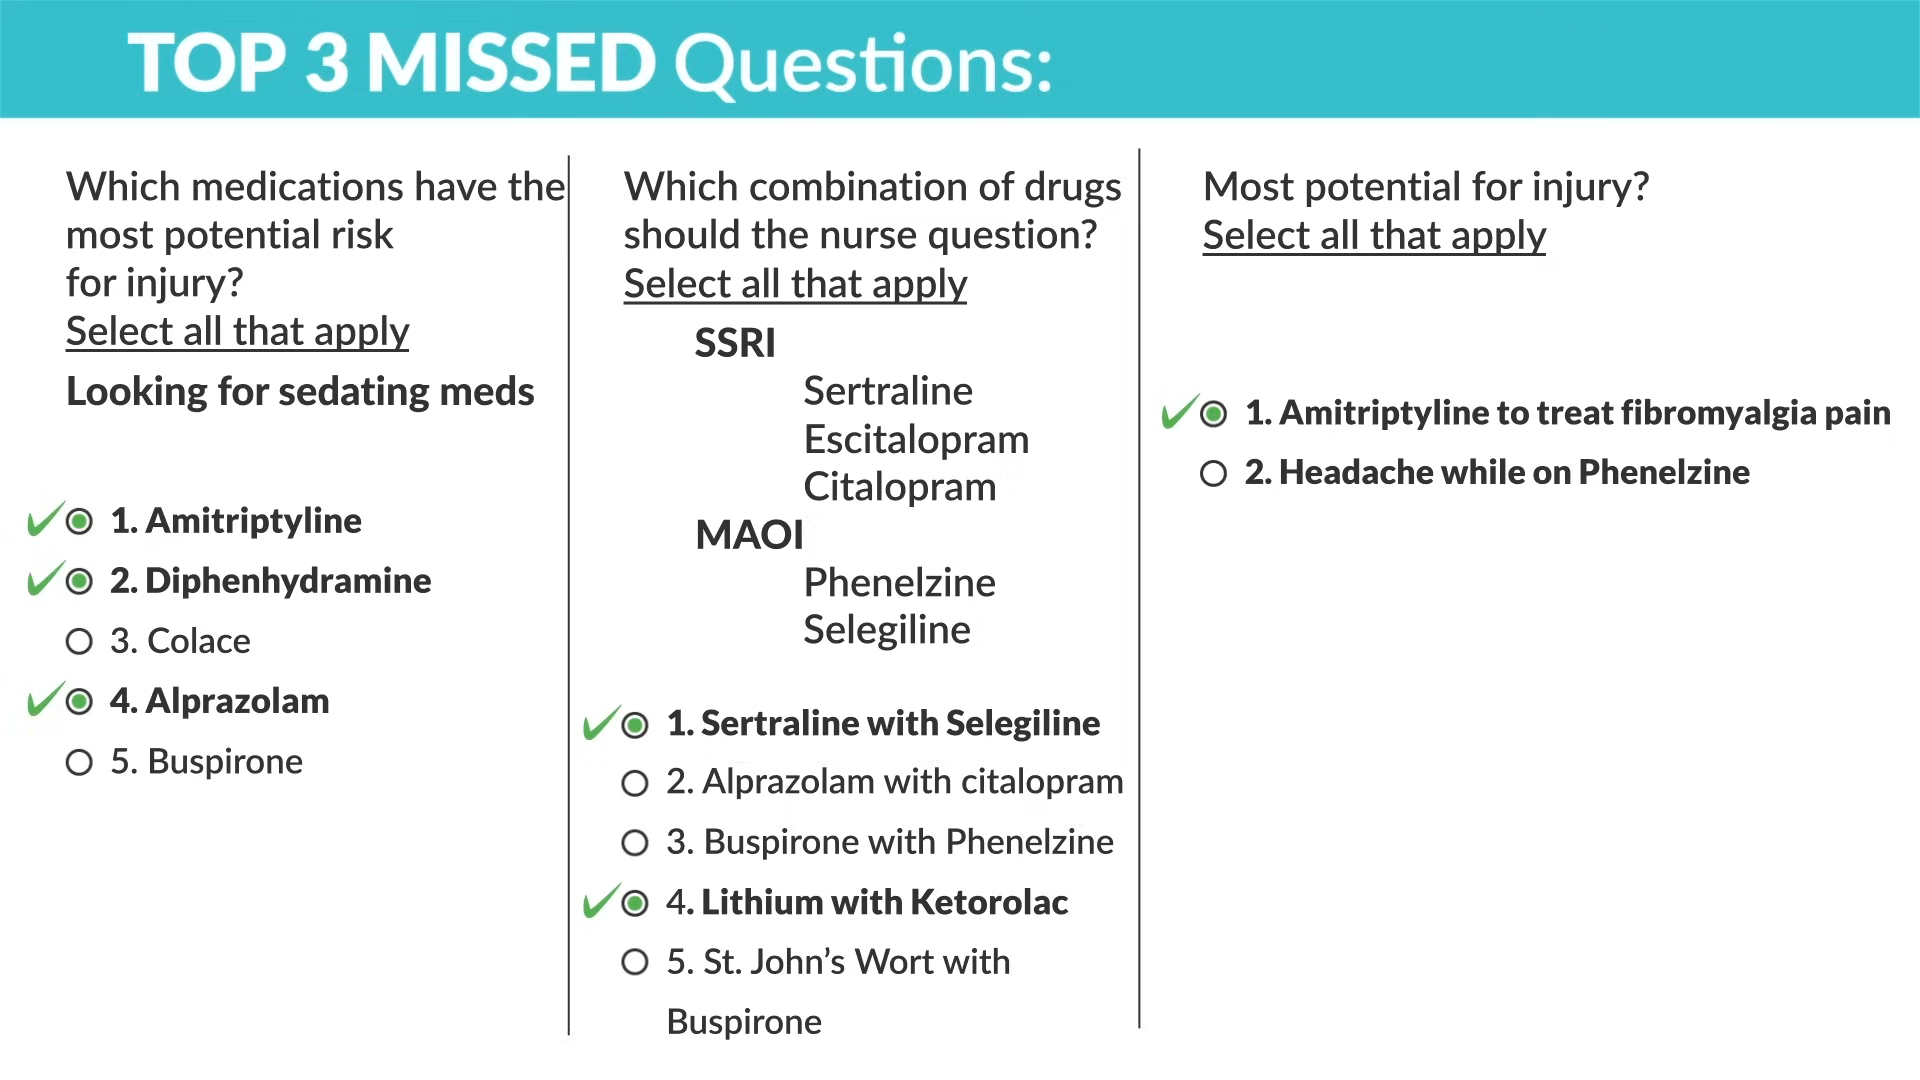 TOP 3 MISSED Questions:
Which medications have the
most potential risk
for injury?
Select all that apply
Looking for sedating meds
1. Amitriptyline
2. Diphenhydramine
3. Colace
4. Alprazolam
5. Buspirone
Which combination of drugs
should the nurse question?
Select all that apply
SSRI
Sertraline
Escitalopram
Citalopram
MAOI
Phenelzine
Selegiline
1. Sertraline with Selegiline
2. Alprazolam with citalopram
3. Buspirone with Phenelzine
4. Lithium with Ketorolac
5. St. John’s Wort with
Buspirone
Most potential for injury?
Select all that apply
1. Amitriptyline to treat fibromyalgia pain
2. Headache while on Phenelzine